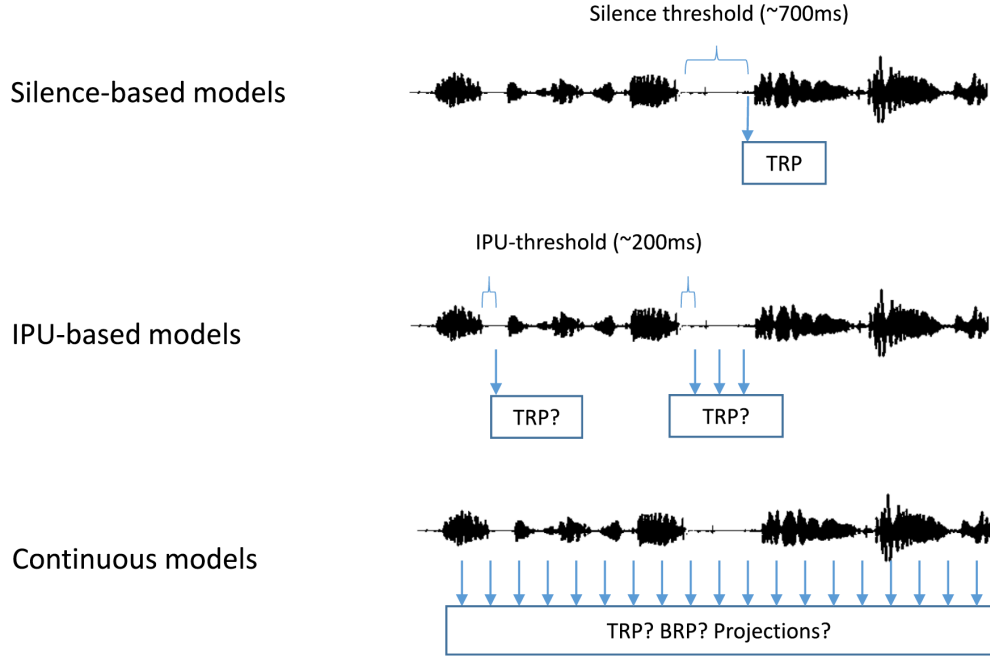 Silence threshold (~700ms)
Silence-based models
TRP
IPU-threshold (~200ms)
IPU-based models
TRP?
TRP?
Continuous models
TRP? BRP? Projections?